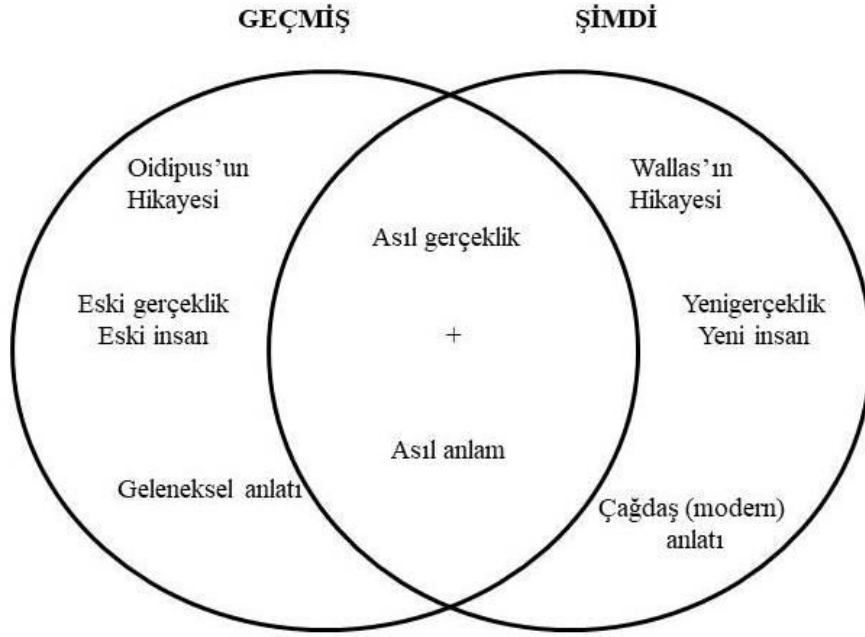 GEÇMİŞ
ŞİMDİ
Oidipus’un
Hikayesi
Eski gerçeklik
Eski insan
Geleneksel anlatı
Asıl gerçeklik
+
Asıl anlam
Wallas’ın
Hikayesi
Yenigerçeklik
Yeni insan
Çağdaş (modern)
anlatı